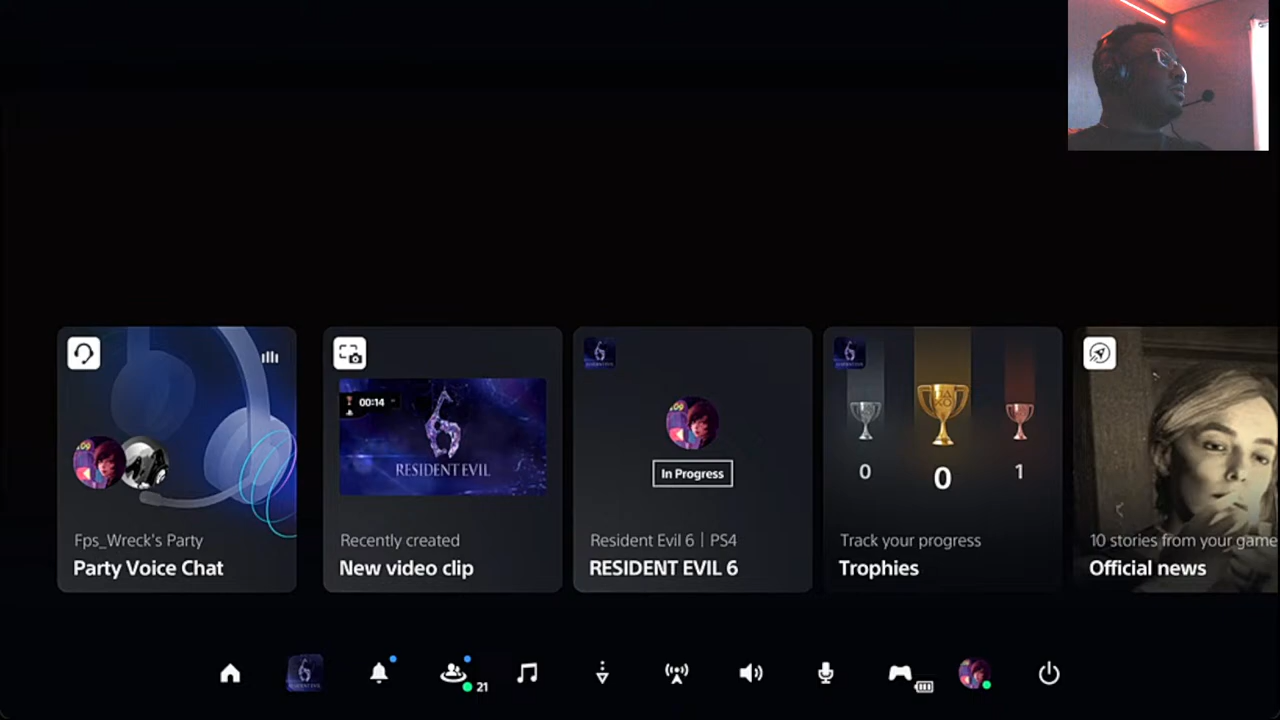 Fps_Wreck's Party
Party Voice Chat
00:14
RESIDENT EVIL
Recently created
New video clip
In Progress
Resident Evil 6 | PS4
RESIDENT EVIL 6
0
0
1
Track your progress
Trophies
10 stories from your game
Official news
21